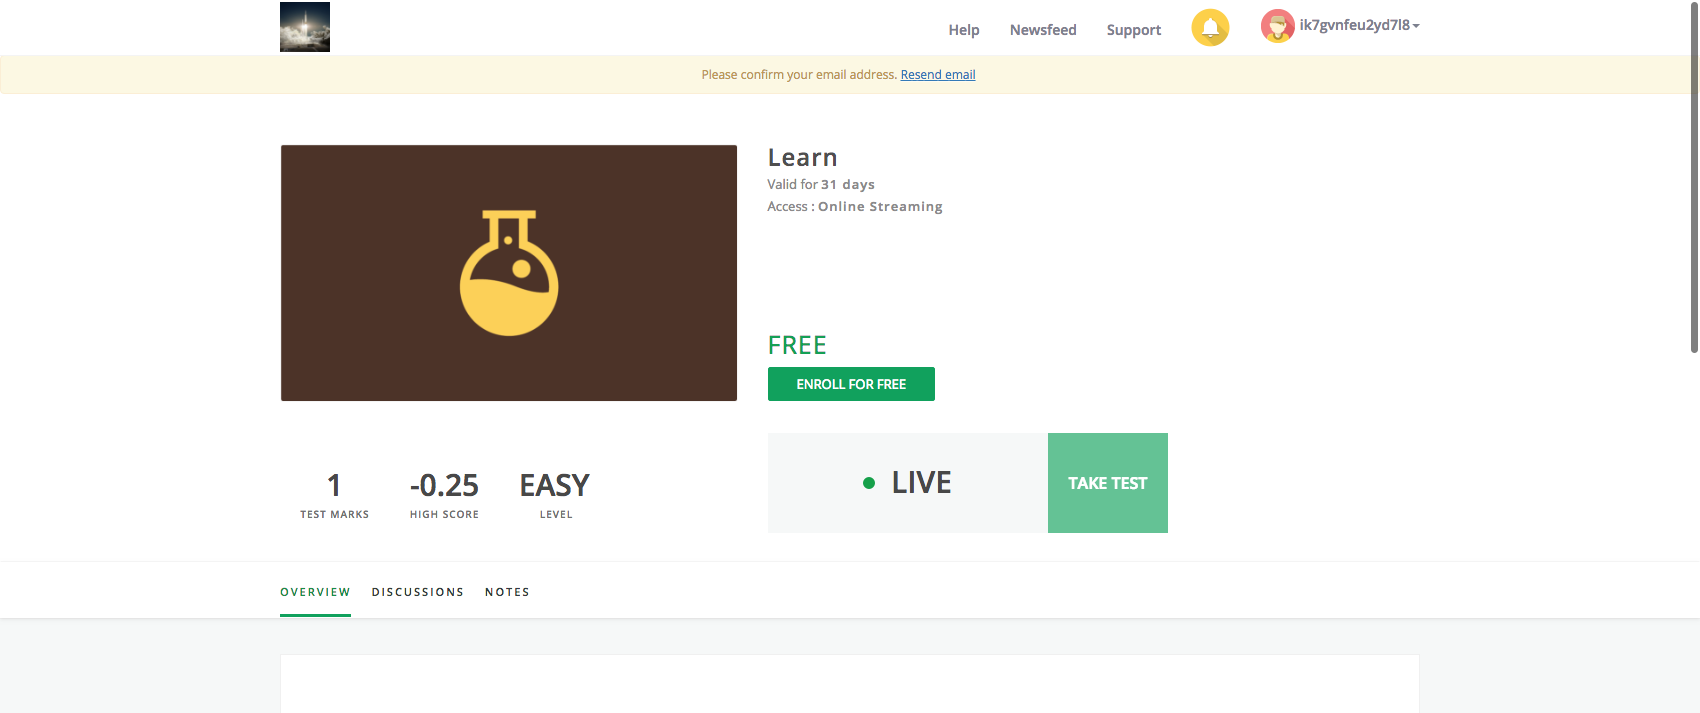 Help Newsfeed Support ik7gvnfeu2yd7l8
Please confirm your email address. Resend email
Learn
Valid for 31 days
Access : Online Streaming
FREE
ENROLL FOR FREE
1 -0.25 EASY
TEST MARKS HIGH SCORE LEVEL
LIVE TAKE TEST
OVERVIEW DISCUSSIONS NOTES